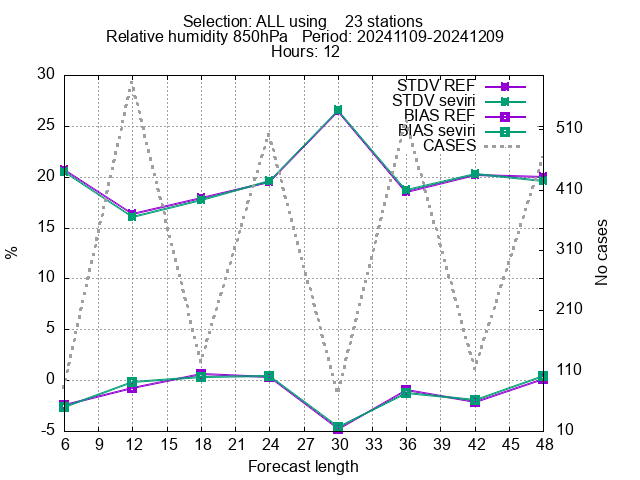 Selection: ALL using 23 stations
Relative humidity 850hPa Period: 20241109-20241209
Hours: 12
STDV REF
STDV seviri
BIAS REF
BIAS seviri
CASES
30
25
20
15
10
5
0
-5
%
510
410
310
210
110
10
No cases
6 9 12 15 18 21 24 27 30 33 36 39 42 45 48
Forecast length